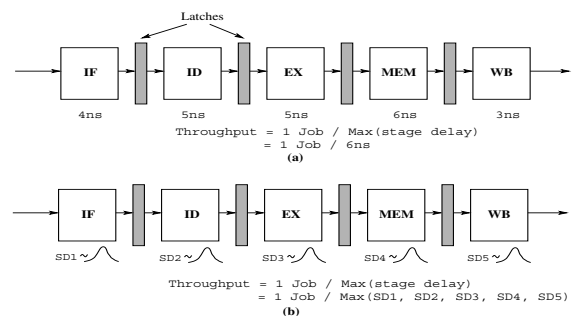 Latches
IF ID EX MEM WB
4ns 5ns 5ns 6ns 3ns
Throughput = 1 Job / Max(stage delay)
= 1 Job / 6ns
(a)
IF ID EX MEM WB
SD1~ SD2~ SD3~ SD4~ SD5~
Throughput = 1 Job / Max(stage delay)
= 1 Job / Max(SD1, SD2, SD3, SD4, SD5)
(b)